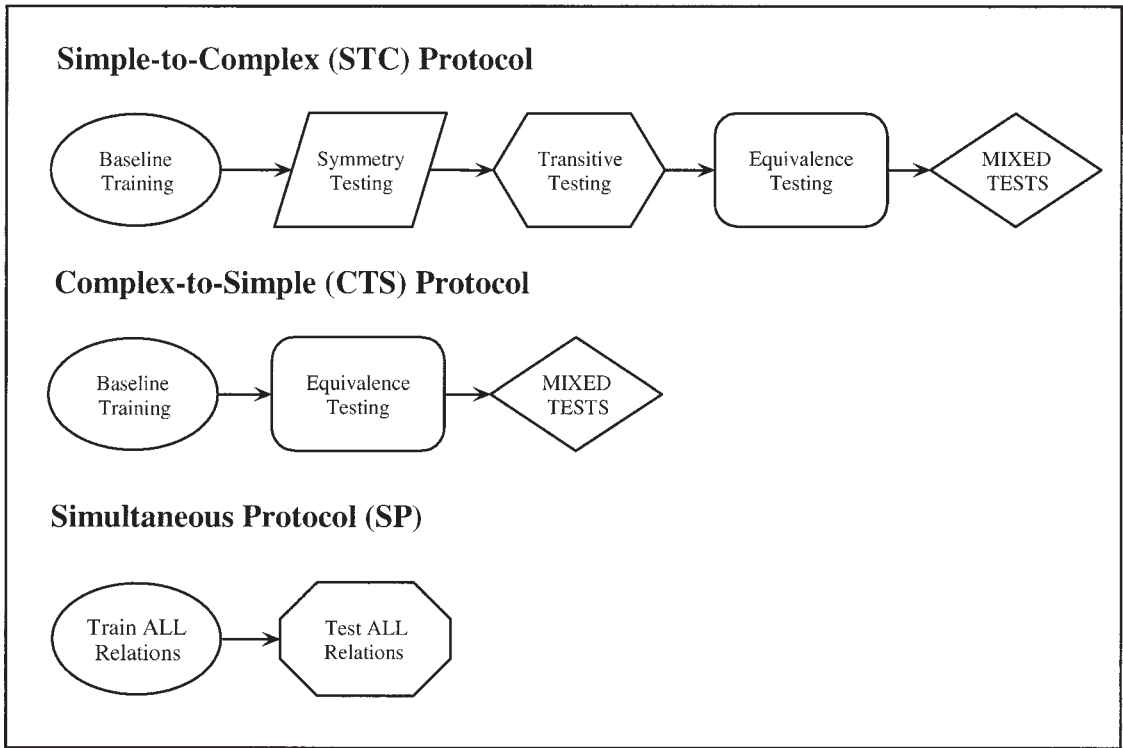 Simple-to-Complex (STC) Protocol
Baseline
Training
Symmetry
Testing
Transitive
Testing
Equivalence
Testing
MIXED
TESTS
Complex-to-Simple (CTS) Protocol
Baseline
Training
Equivalence
Testing
MIXED
TESTS
Simultaneous Protocol (SP)
Train ALL
Relations
Test ALL
Relations